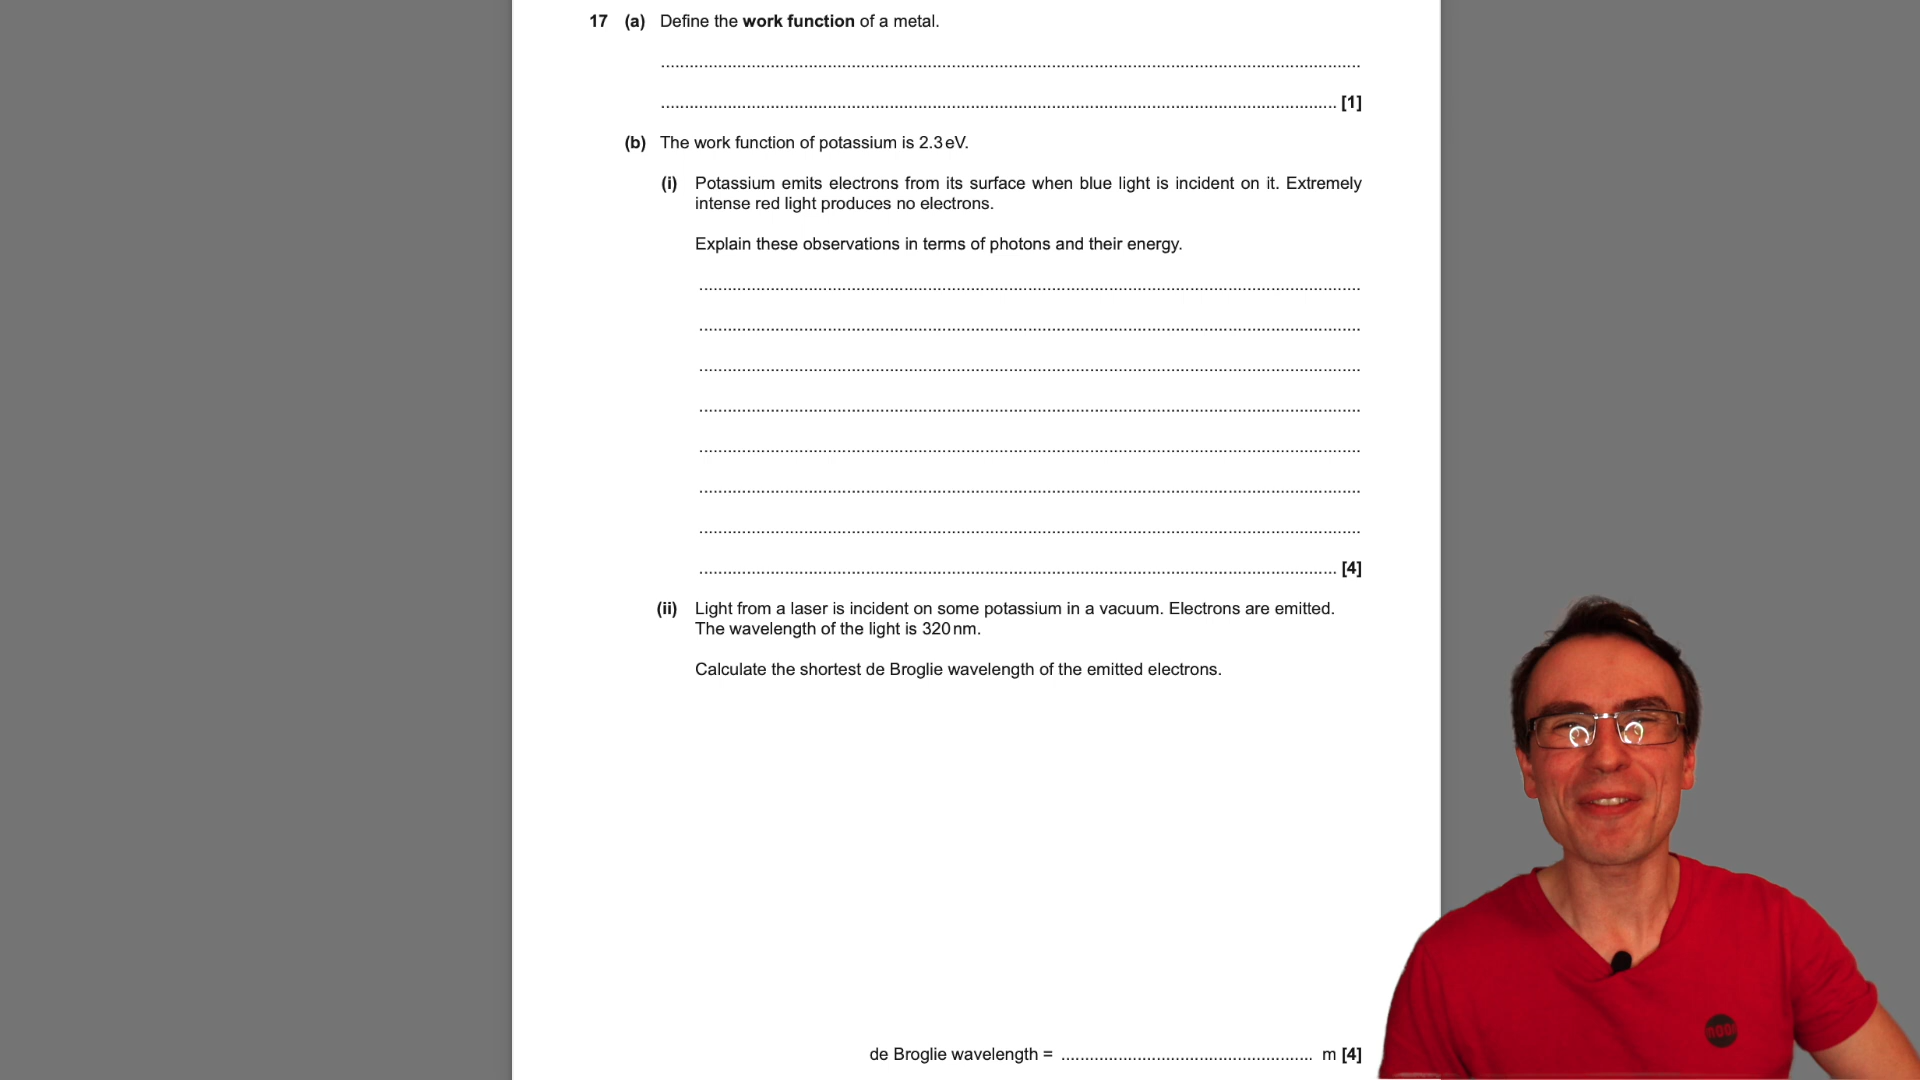 17 (a) Define the work function of a metal.
[1]
(b) The work function of potassium is 2.3 eV.
(i) Potassium emits electrons from its surface when blue light is incident on it. Extremely
intense red light produces no electrons.
Explain these observations in terms of photons and their energy.
[4]
(ii) Light from a laser is incident on some potassium in a vacuum. Electrons are emitted.
The wavelength of the light is 320 nm.
Calculate the shortest de Broglie wavelength of the emitted electrons.
de Broglie wavelength = ..................................................... m [4]